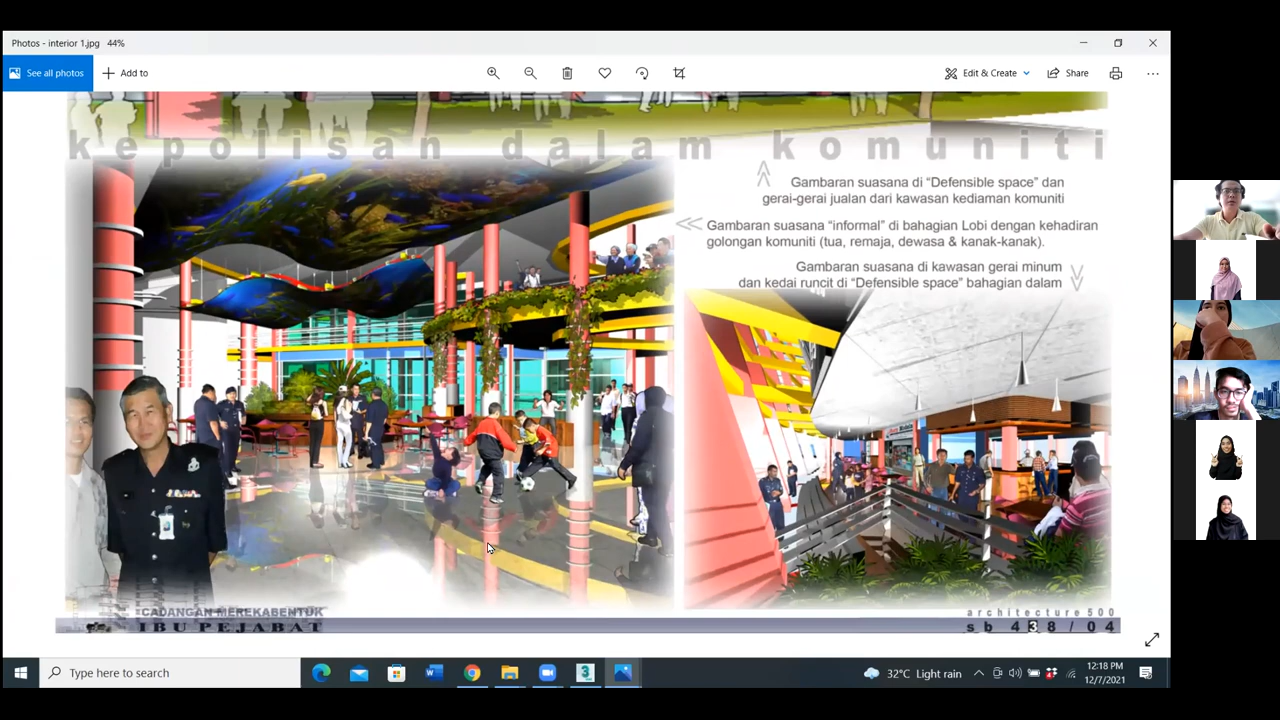 Photos - interior 1.jpg 44%
See all photos
Add to
Edit & Create
Share
kepolisan dalam komuniti
Gambaran suasana di “Defensible space” dan
gerai-gerai jualan dari kawasan kediaman komuniti
Gambaran suasana “informal” di bahagian Lobi dengan kehadiran
golongan komuniti (tua, remaja, dewasa & kanak-kanak).
Gambaran suasana di kawasan gerai minum
dan kedai runcit di “Defensible space” bahagian dalam
CADANGAN MEREKABENTUK
IBU PEJABAT
architecture 500
sb 438/04
Type here to search
32°C Light rain
12:18 PM
12/7/2021